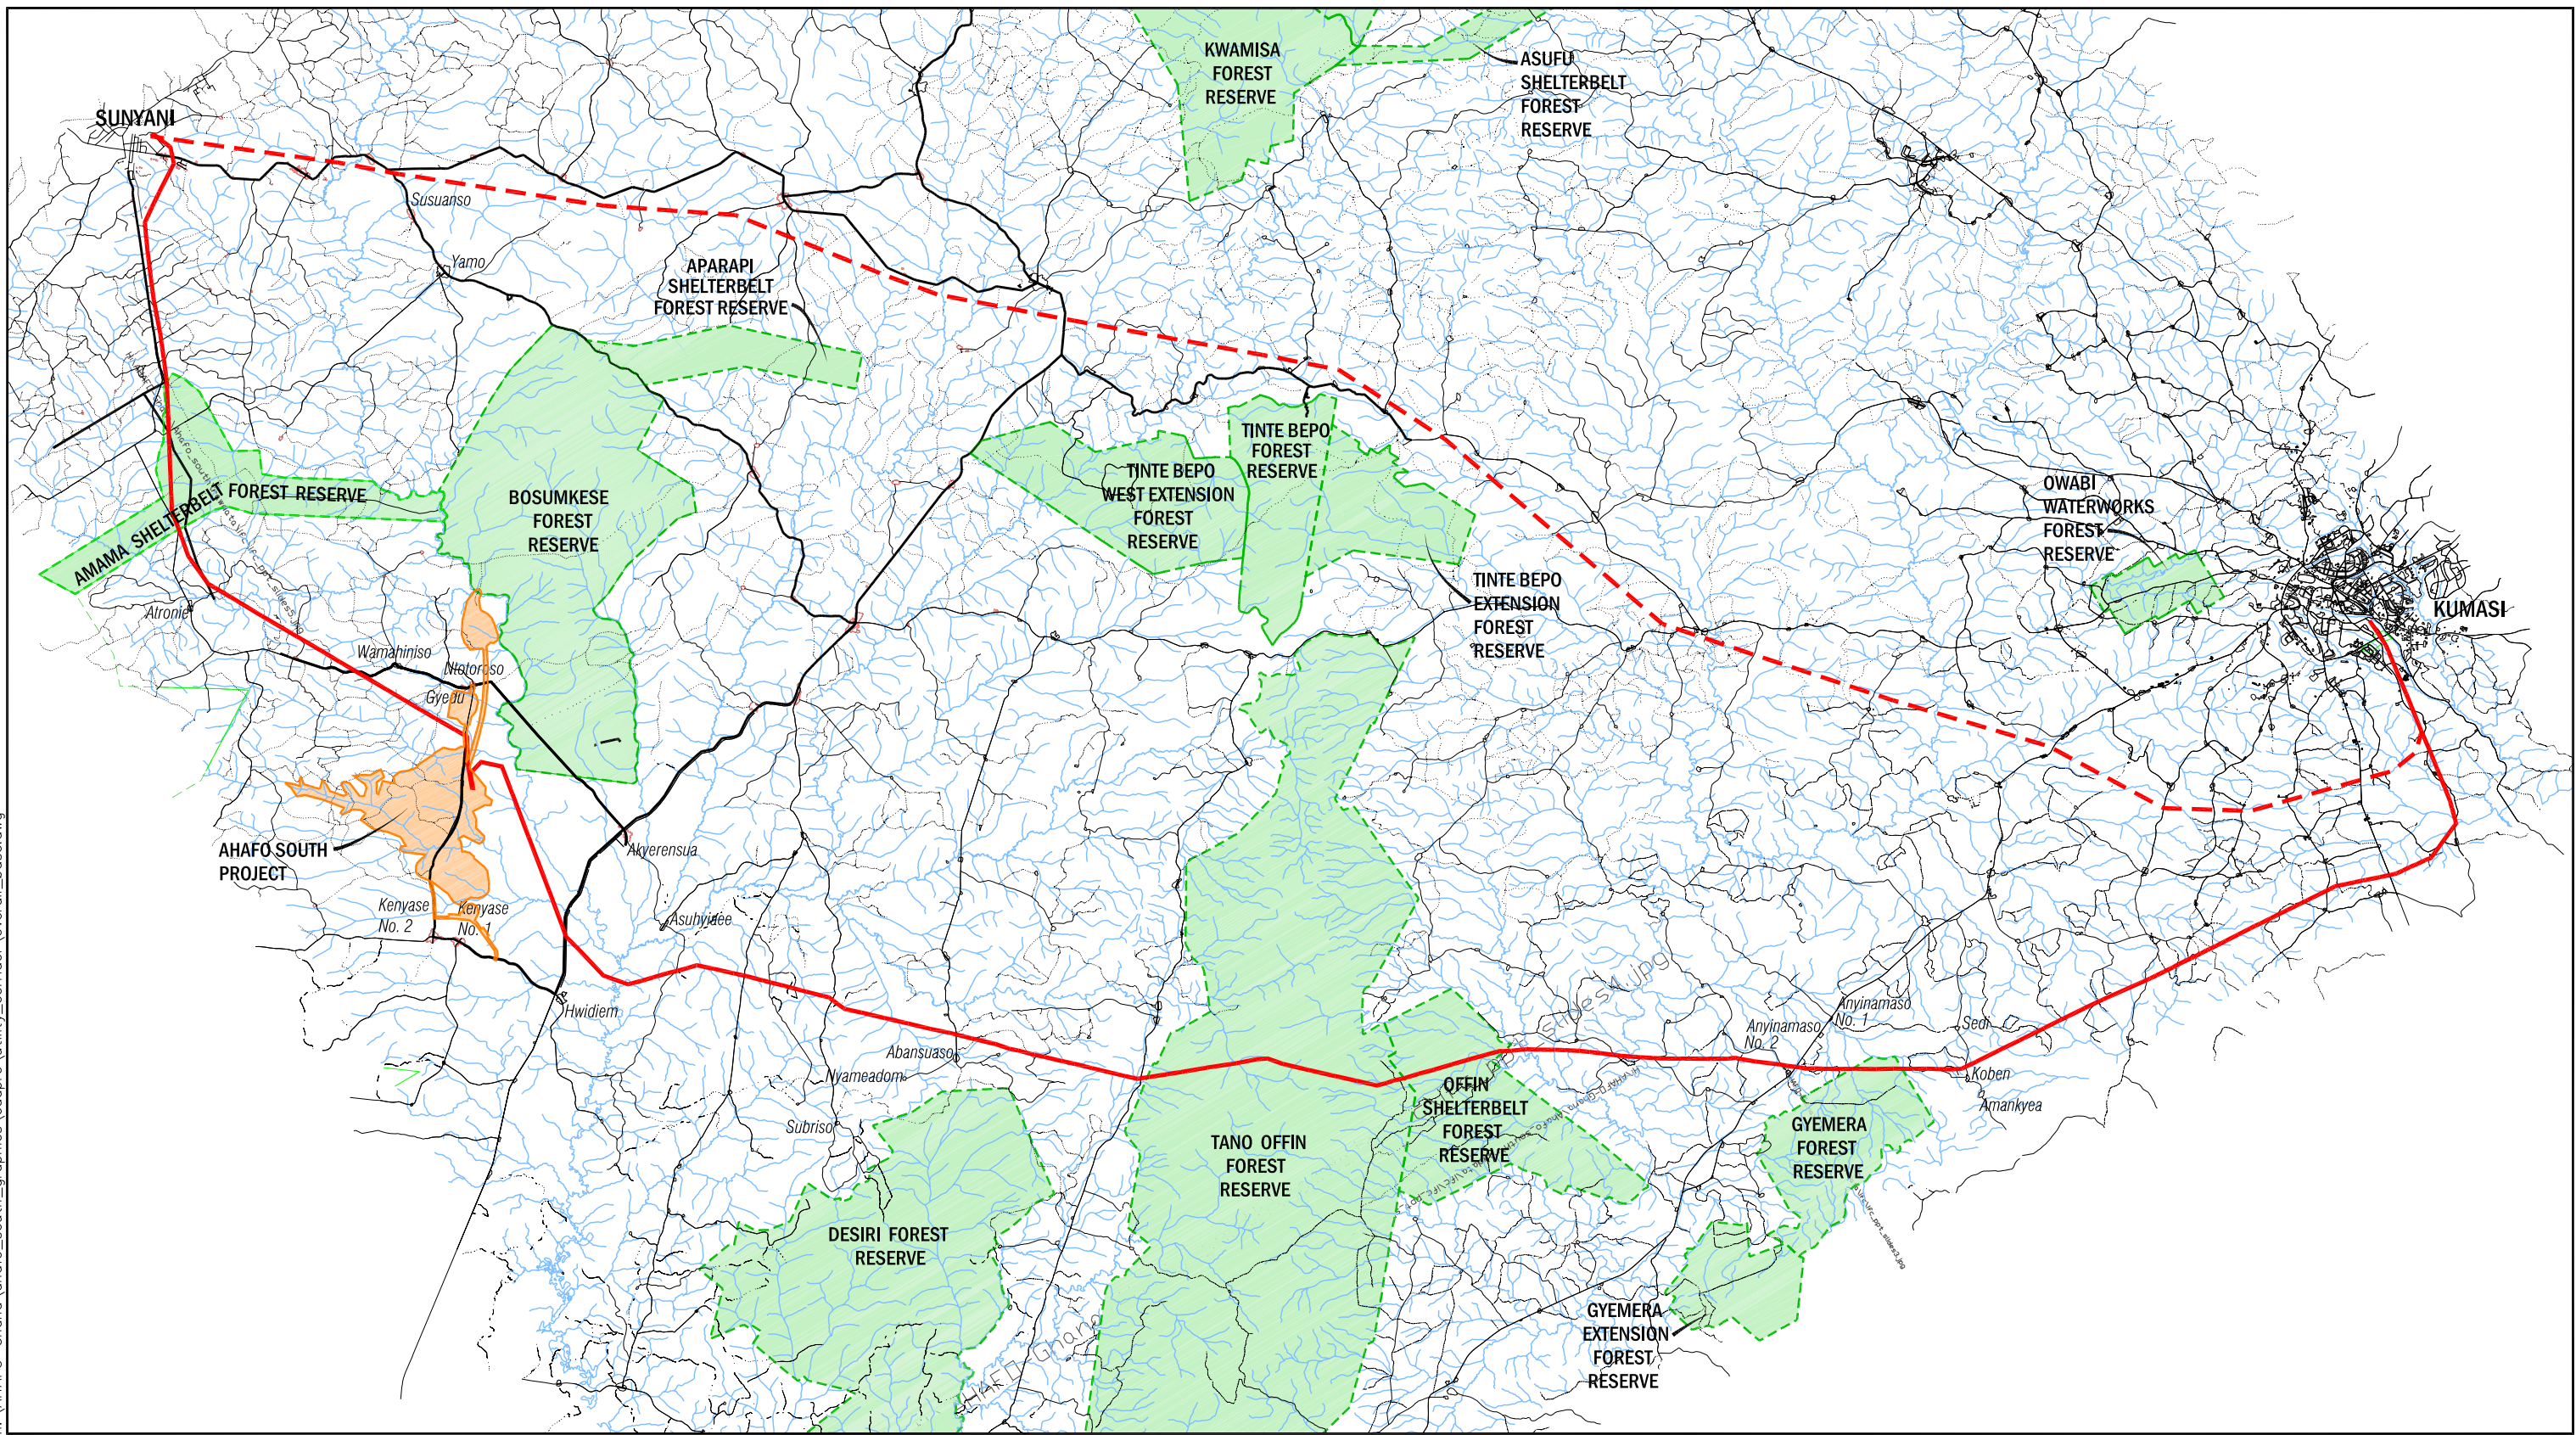 KWAMISA
FOREST
RESERVE
ASUFU
SHELTERBELT
FOREST
RESERVE
SUNYANI
Susuanso
Yamo
APARAPI
SHELTERBELT
FOREST RESERVE
TINTE BEPO
FOREST
RESERVE
TINTE BEPO
WEST EXTENSION
FOREST
RESERVE
OWABI
WATERWORKS
FOREST
RESERVE
AMAMA SHELTERBELT FOREST RESERVE
BOSUMKESE
FOREST
RESERVE
TINTE BEPO
EXTENSION
FOREST
RESERVE
KUMASI
Atronie
Wamahiniso
Ntotoroso
Gyedu
AHAFO SOUTH
PROJECT
Akyerensua
Kenyase
No. 2
Kenyase
No. 1
Asuhyiaee
Hwidiem
Anyinamaso
No. 1
Anyinamaso
No. 2
Sedi
Abansuaso
Nyameadom
Koben
Amankyea
OFFIN
SHELTERBELT
FOREST
RESERVE
Subriso
TANO OFFIN
FOREST
RESERVE
GYEMERA
FOREST
RESERVE
DESIRI FOREST
RESERVE
GYEMERA
EXTENSION
FOREST
RESERVE